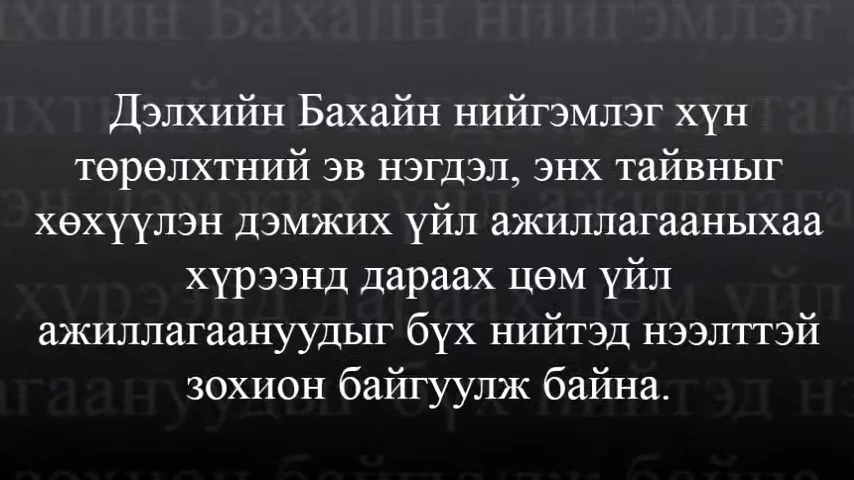 Дэлхийн Бахайн нийгэмлэг хүн
төрөлхтний эв нэгдэл, энх тайвныг
хөхүүлэн дэмжих үйл ажиллагааныхаа
хүрээнд дараах цөм үйл
ажиллагаануудыг бүх нийтэд нээлттэй
зохион байгуулж байна.